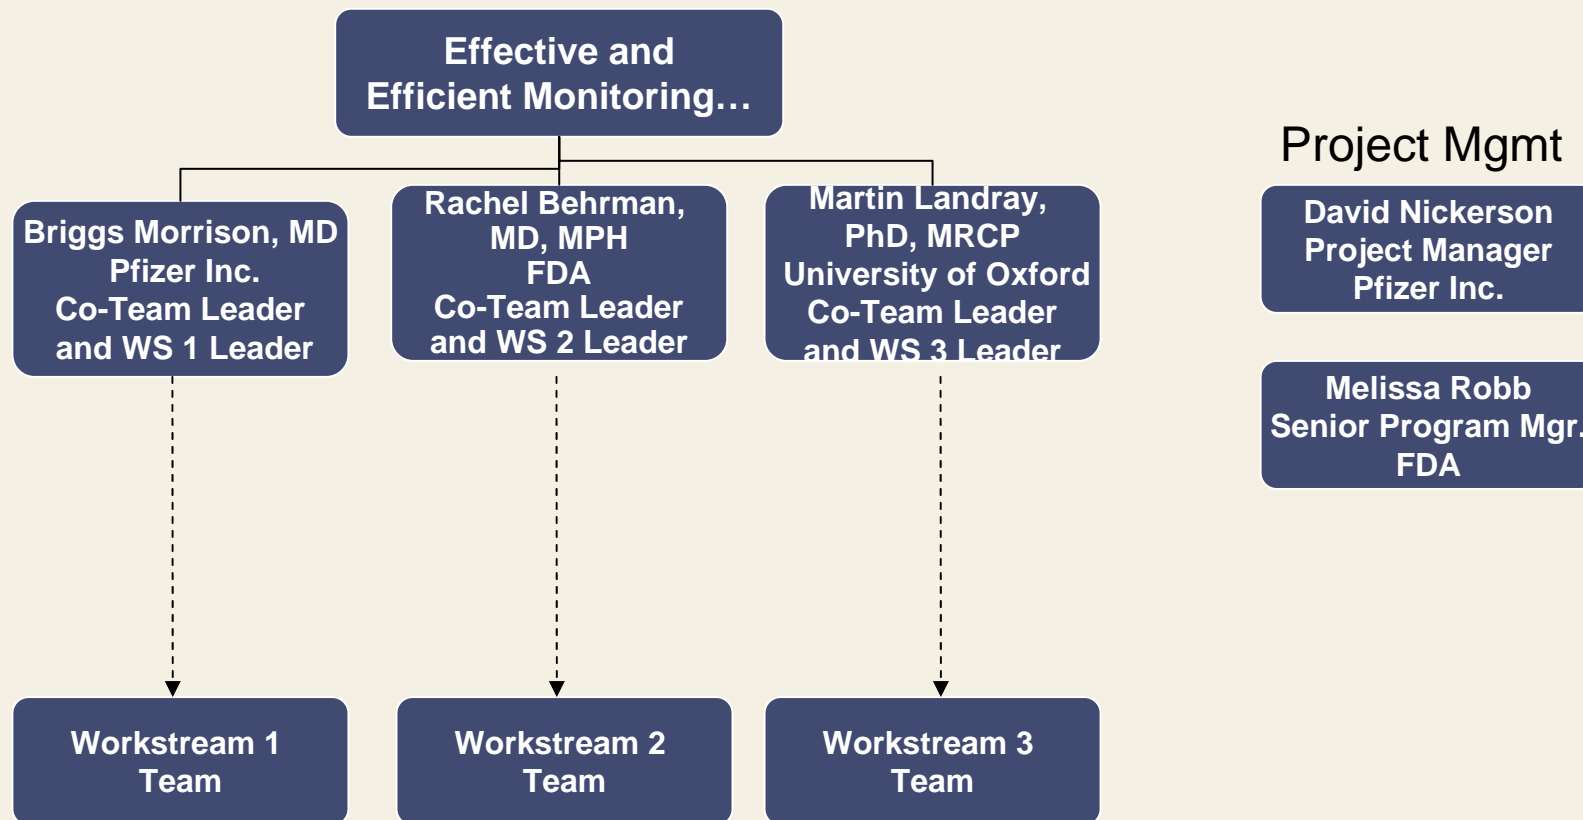 Effective and
Efficient Monitoring…
Project Mgmt
Briggs Morrison, MD
Pfizer Inc.
Co-Team Leader
and WS 1 Leader
Rachel Behrman,
MD, MPH
FDA
Co-Team Leader
and WS 2 Leader
Martin Landray,
PhD, MRCP
University of Oxford
Co-Team Leader
and WS 3 Leader
David Nickerson
Project Manager
Pfizer Inc.
Melissa Robb
Senior Program Mgr.
FDA
Workstream 1
Team
Workstream 2
Team
Workstream 3
Team